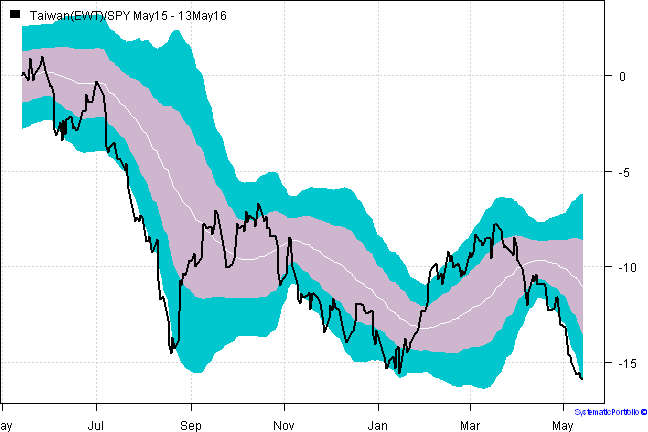 Taiwan(EWT)/SPY May15 - 13May16
0
-5
-10
-15
ay Jul Sep Nov Jan Mar May
SystematicPortfolio ©